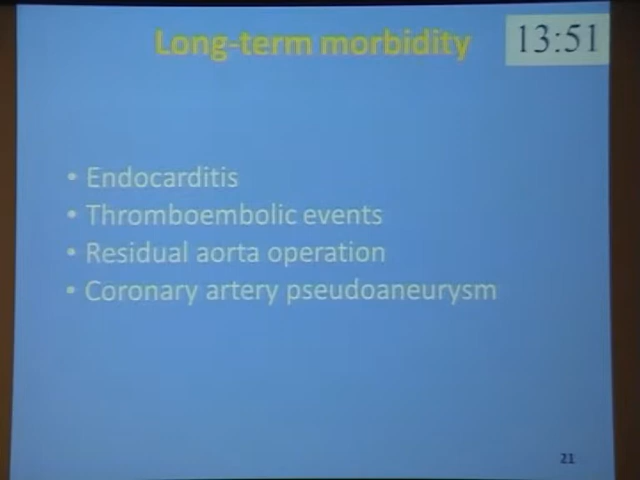 Long-term morbidity
13:51
• Endocarditis
• Thromboembolic events
• Residual aorta operation
• Coronary artery pseudoaneurysm
21